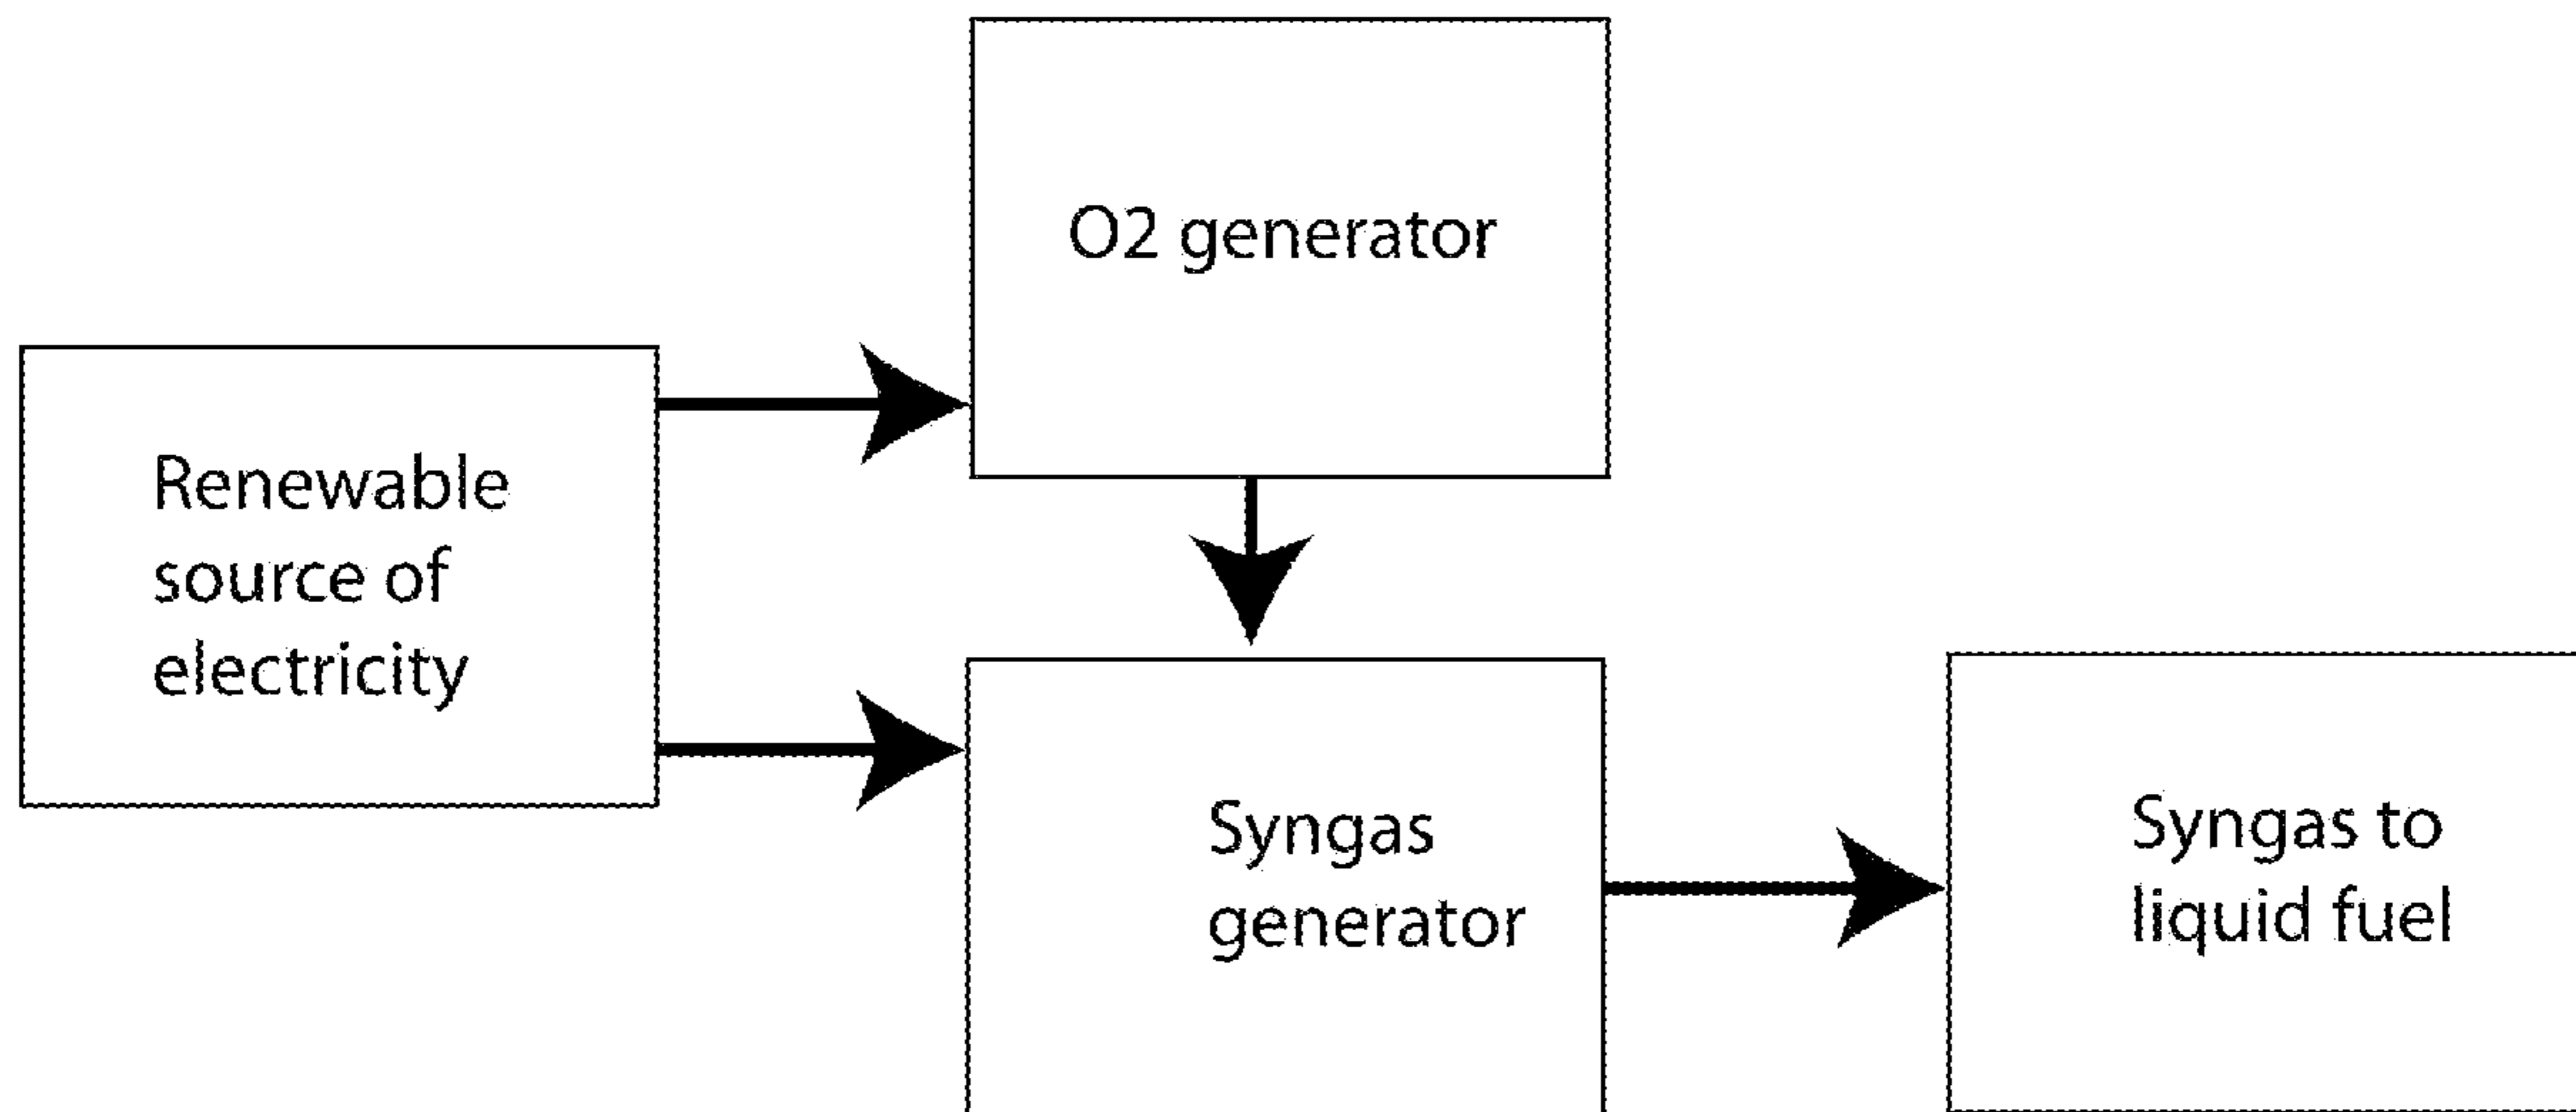 O2 generator
Renewable
source of
electricity
Syngas
generator
Syngas to
liquid fuel